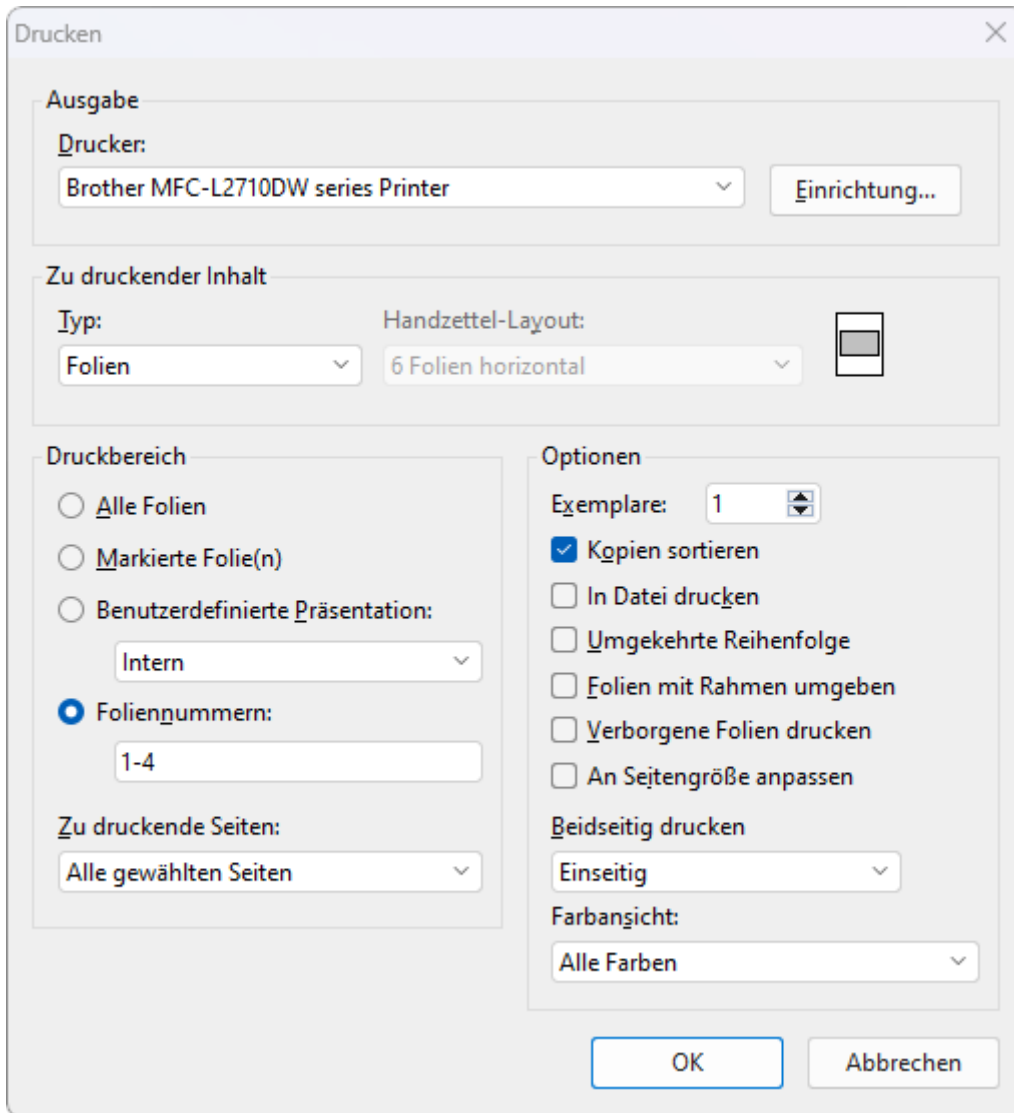 Drucken
Ausgabe
Drucker:
Brother MFC-L2710DW series Printer
Einrichtung...
Zu druckender Inhalt
Typ:
Handzettel-Layout:
Folien
6 Folien horizontal
Druckbereich
Alle Folien
Markierte Folie(n)
Benutzerdefinierte Präsentation:
Intern
Foliennummern:
1-4
Zu druckende Seiten:
Alle gewählten Seiten
Optionen
Exemplare:
1
Kopien sortieren
In Datei drucken
Umgekehrte Reihenfolge
Folien mit Rahmen umgeben
Verborgene Folien drucken
An Seitengröße anpassen
Beidseitig drucken
Einseitig
Farbansicht:
Alle Farben
OK
Abbrechen